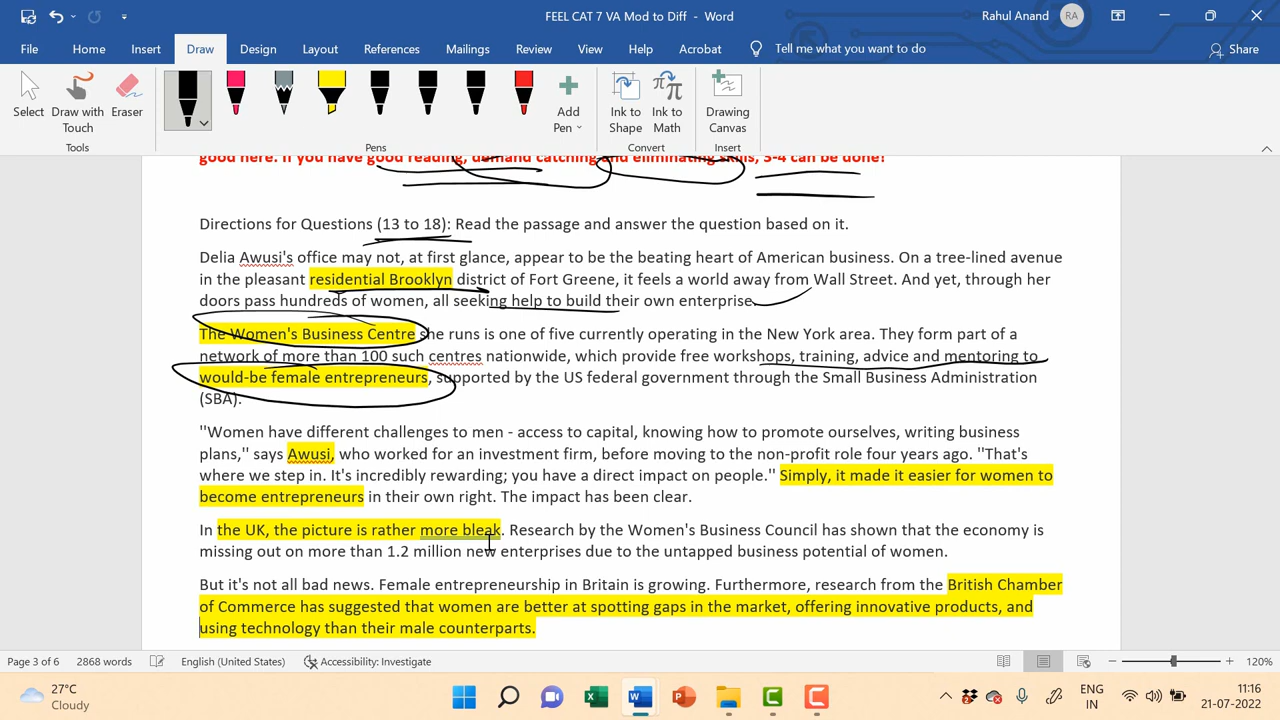 FEEL CAT 7 VA Mod to Diff - Word
Rahul Anand RA
File Home Insert Draw Design Layout References Mailings Review View Help Acrobat Tell me what you want to do Share
Select Draw with Touch Eraser Add Pen Ink to Shape Ink to Math Drawing Canvas
Tools Pens Convert Insert
good here. If you have good reading, demand catching and eliminating skills, 3-4 can be done!
Directions for Questions (13 to 18): Read the passage and answer the question based on it.
Delia Awusi's office may not, at first glance, appear to be the beating heart of American business. On a tree-lined avenue
in the pleasant residential Brooklyn district of Fort Greene, it feels a world away from Wall Street. And yet, through her
doors pass hundreds of women, all seeking help to build their own enterprise.
The Women's Business Centre she runs is one of five currently operating in the New York area. They form part of a
network of more than 100 such centres nationwide, which provide free workshops, training, advice and mentoring to
would-be female entrepreneurs, supported by the US federal government through the Small Business Administration
(SBA).
"Women have different challenges to men - access to capital, knowing how to promote ourselves, writing business
plans," says Awusi, who worked for an investment firm, before moving to the non-profit role four years ago. "That's
where we step in. It's incredibly rewarding; you have a direct impact on people." Simply, it made it easier for women to
become entrepreneurs in their own right. The impact has been clear.
In the UK, the picture is rather more bleak. Research by the Women's Business Council has shown that the economy is
missing out on more than 1.2 million new enterprises due to the untapped business potential of women.
But it's not all bad news. Female entrepreneurship in Britain is growing. Furthermore, research from the British Chamber
of Commerce has suggested that women are better at spotting gaps in the market, offering innovative products, and
using technology than their male counterparts.
Page 3 of 6 2868 words English (United States) Accessibility: Investigate 120%
27°C
Cloudy
ENG
IN
11:16
21-07-2022